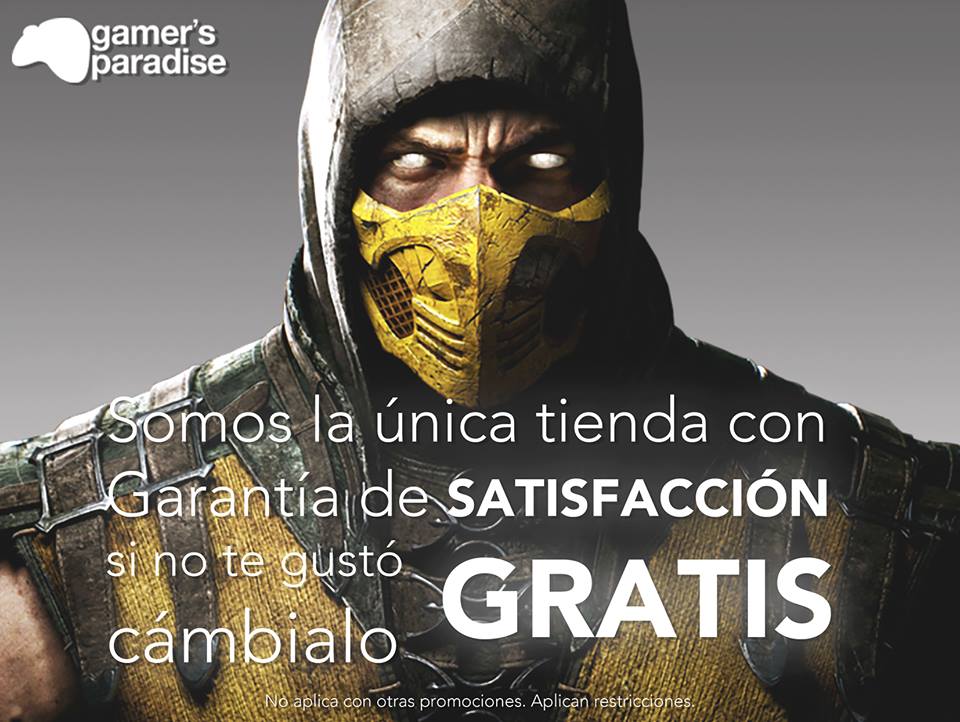 gamer's
paradise
Somos la única tienda con
Garantía de SATISFACCIÓN
si no te gustó
cámbialo GRATIS
No aplica con otras promociones. Aplican restricciones.